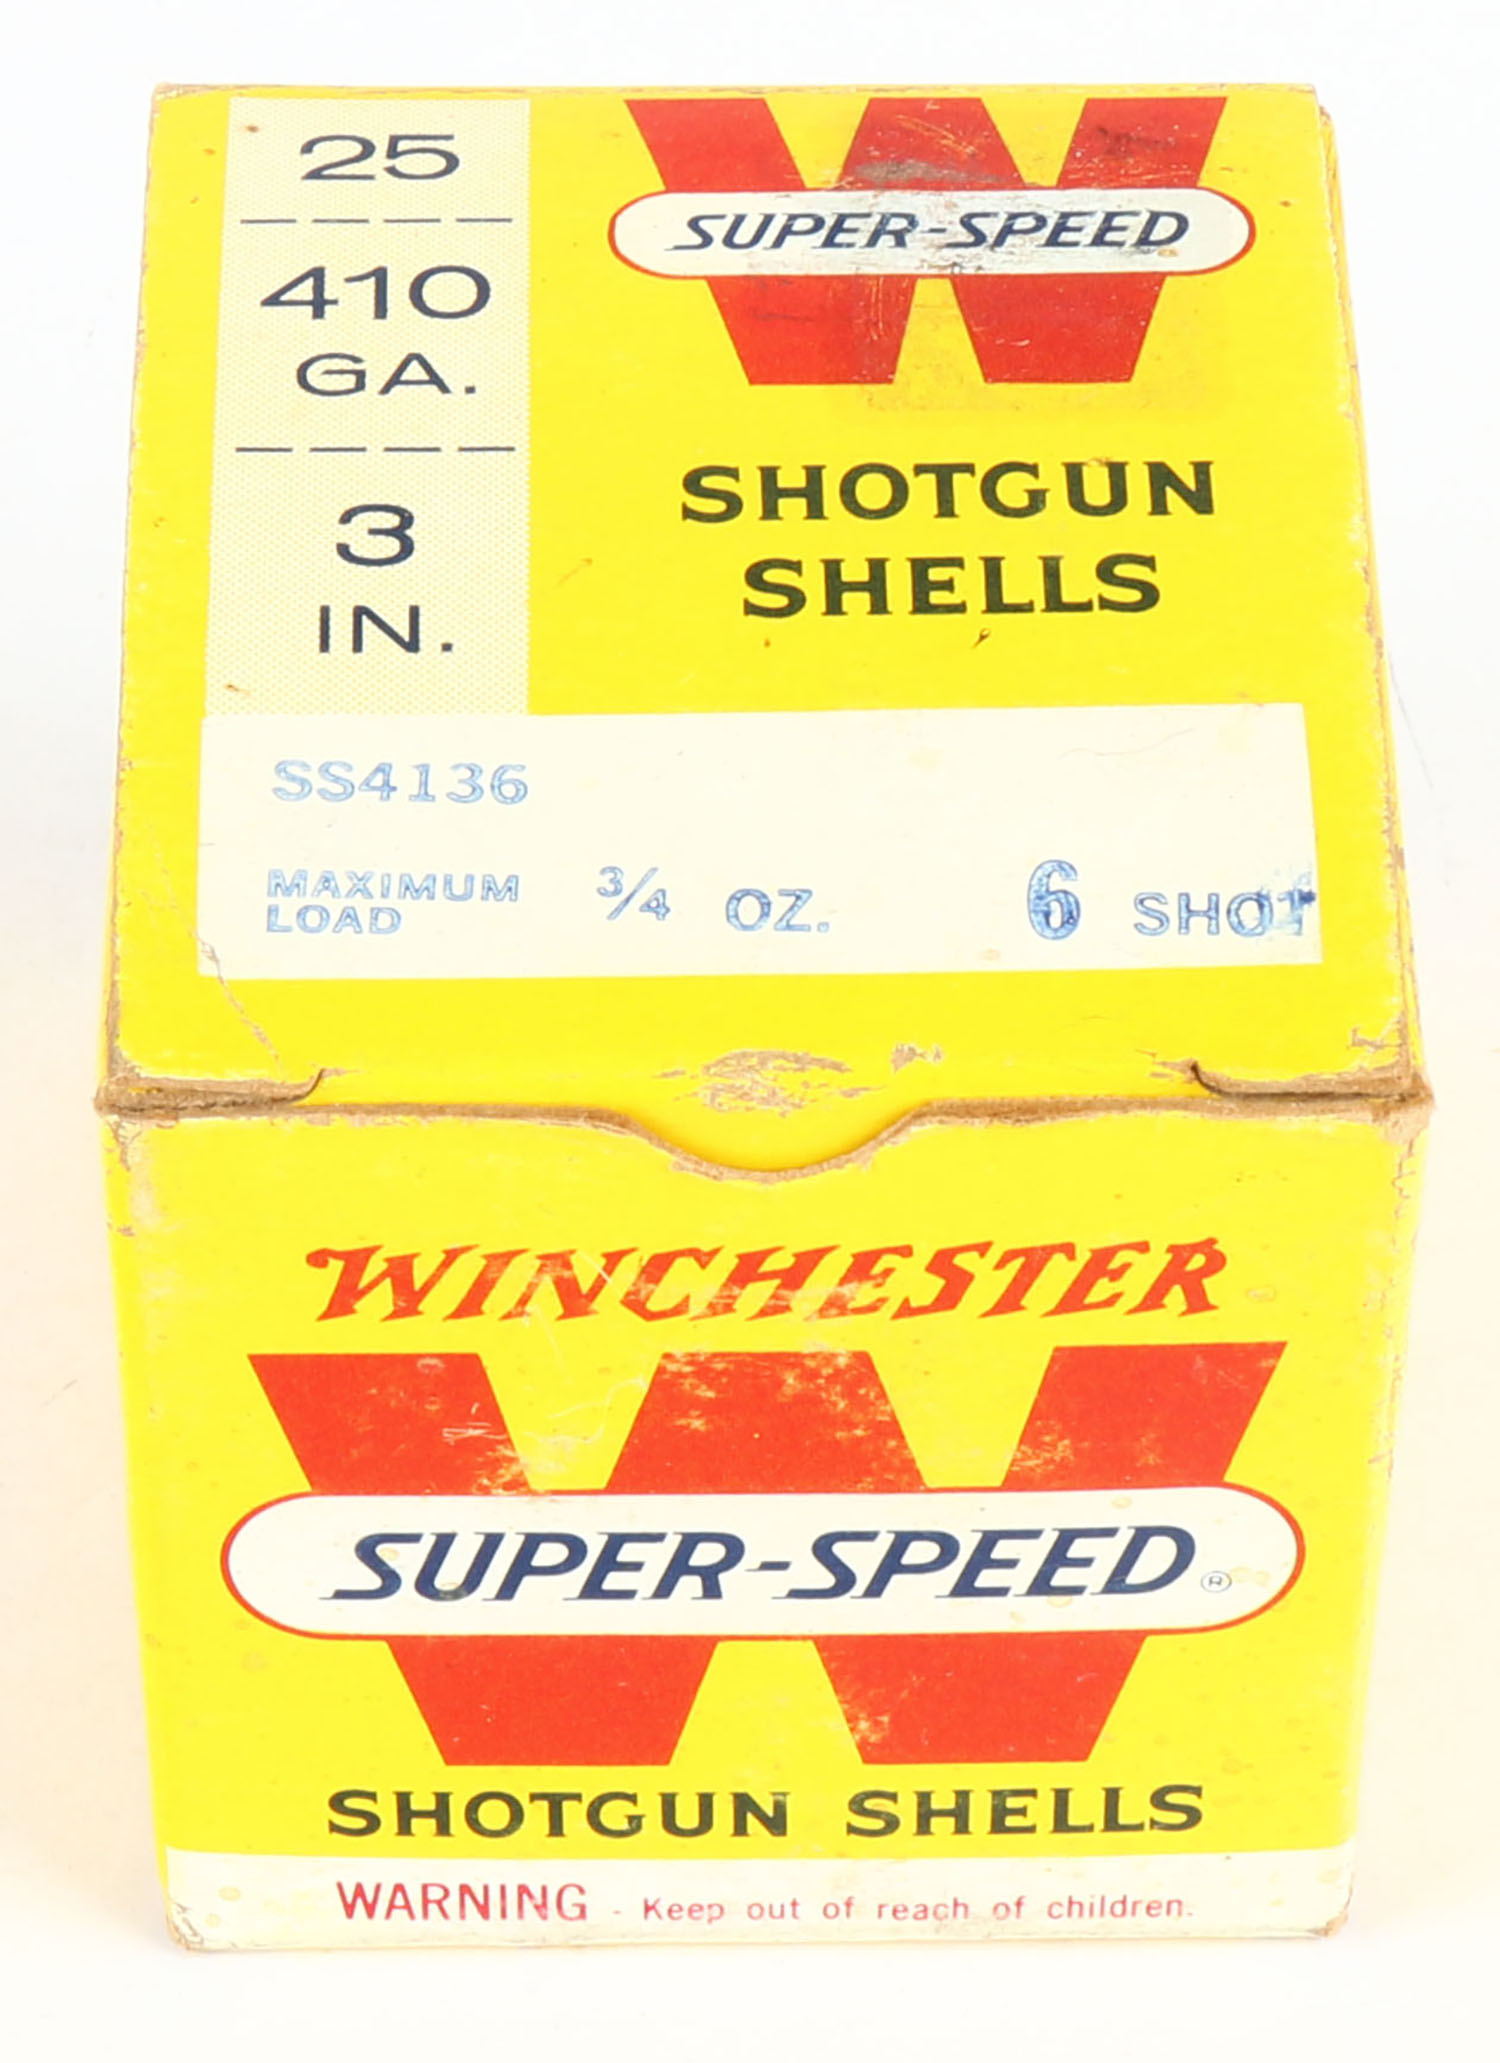 25
410
GA.
3
IN.
W
SUPER-SPEED
SHOTGUN
SHELLS
SS4136
MAXIMUM
LOAD
3/4 OZ.
6 SHOT
WINCHESTER
W
SUPER-SPEED®
SHOTGUN SHELLS
WARNING - Keep out of reach of children.